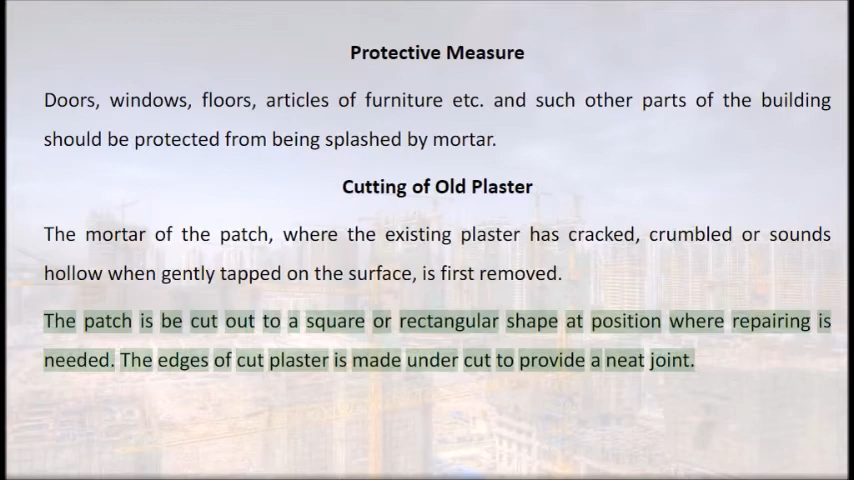 Protective Measure
Doors, windows, floors, articles of furniture etc. and such other parts of the building
should be protected from being splashed by mortar.
Cutting of Old Plaster
The mortar of the patch, where the existing plaster has cracked, crumbled or sounds
hollow when gently tapped on the surface, is first removed.
The patch is be cut out to a square or rectangular shape at position where repairing is
needed. The edges of cut plaster is made under cut to provide a neat joint.